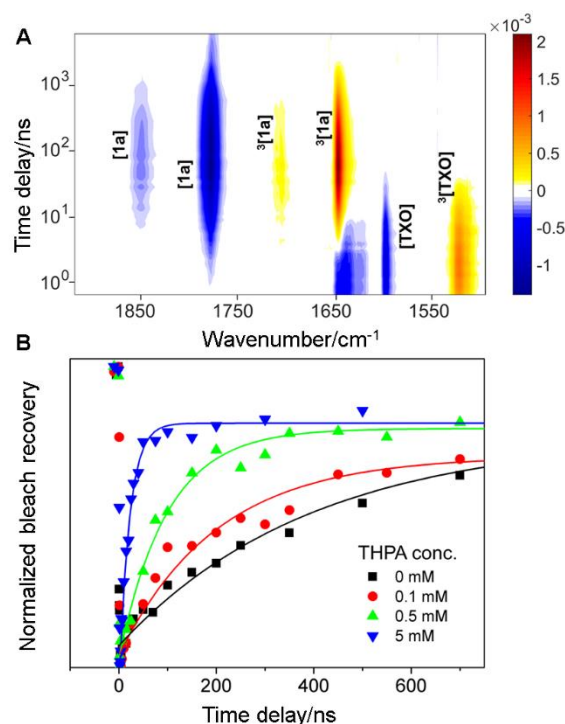 A
×10⁻³
Time delay/ns
10³
10²
10¹
10⁰
[1a]
[1a]
³[1a]
³[1a]
[TXO]
³[TXO]
2
1.5
1
0.5
0
-0.5
-1
1850
1750
1650
1550
Wavenumber/cm⁻¹
B
Normalized bleach recovery
THPA conc.
0 mM
0.1 mM
0.5 mM
5 mM
0
200
400
600
Time delay/ns